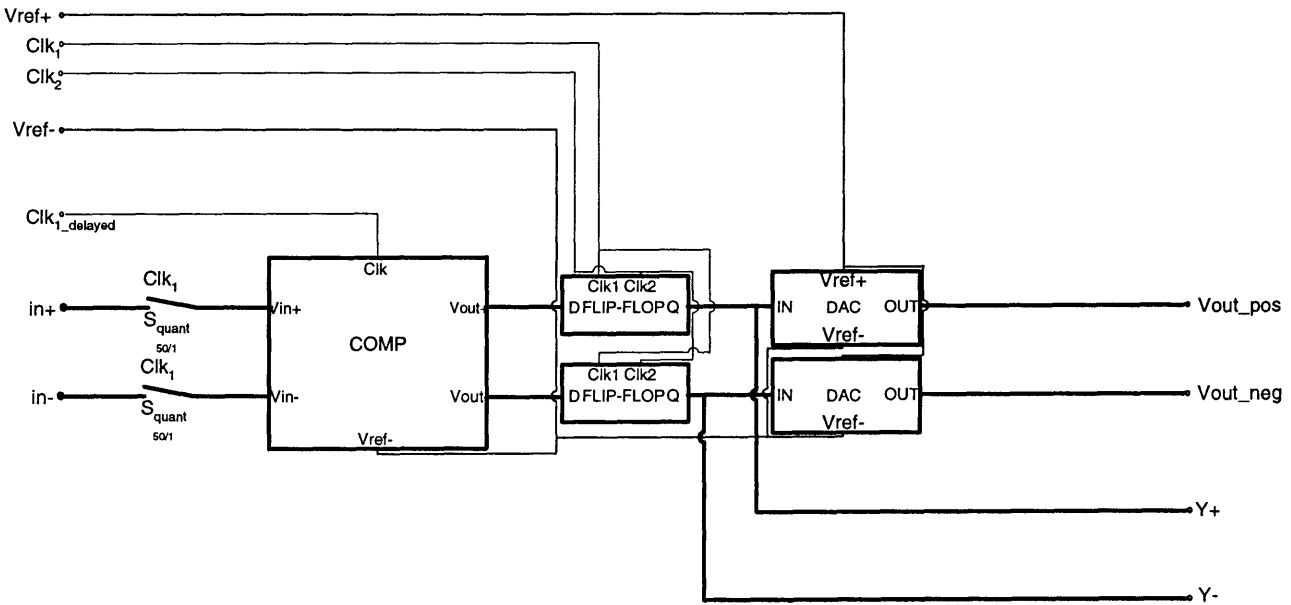 Vref+
Clk1
Clk2
Vref-
Clk1_delayed
Clk
Clk1
in+
Squant
50/1
Vin+
Vout+
COMP
Clk1
in-
Squant
50/1
Vin-
Vout
Vref-
Clk1 Clk2
D FLIP-FLOP Q
Clk1 Clk2
D FLIP-FLOP Q
Vref+
IN DAC OUT
Vref-
IN DAC OUT
Vref-
Vout_pos
Vout_neg
Y+
Y-